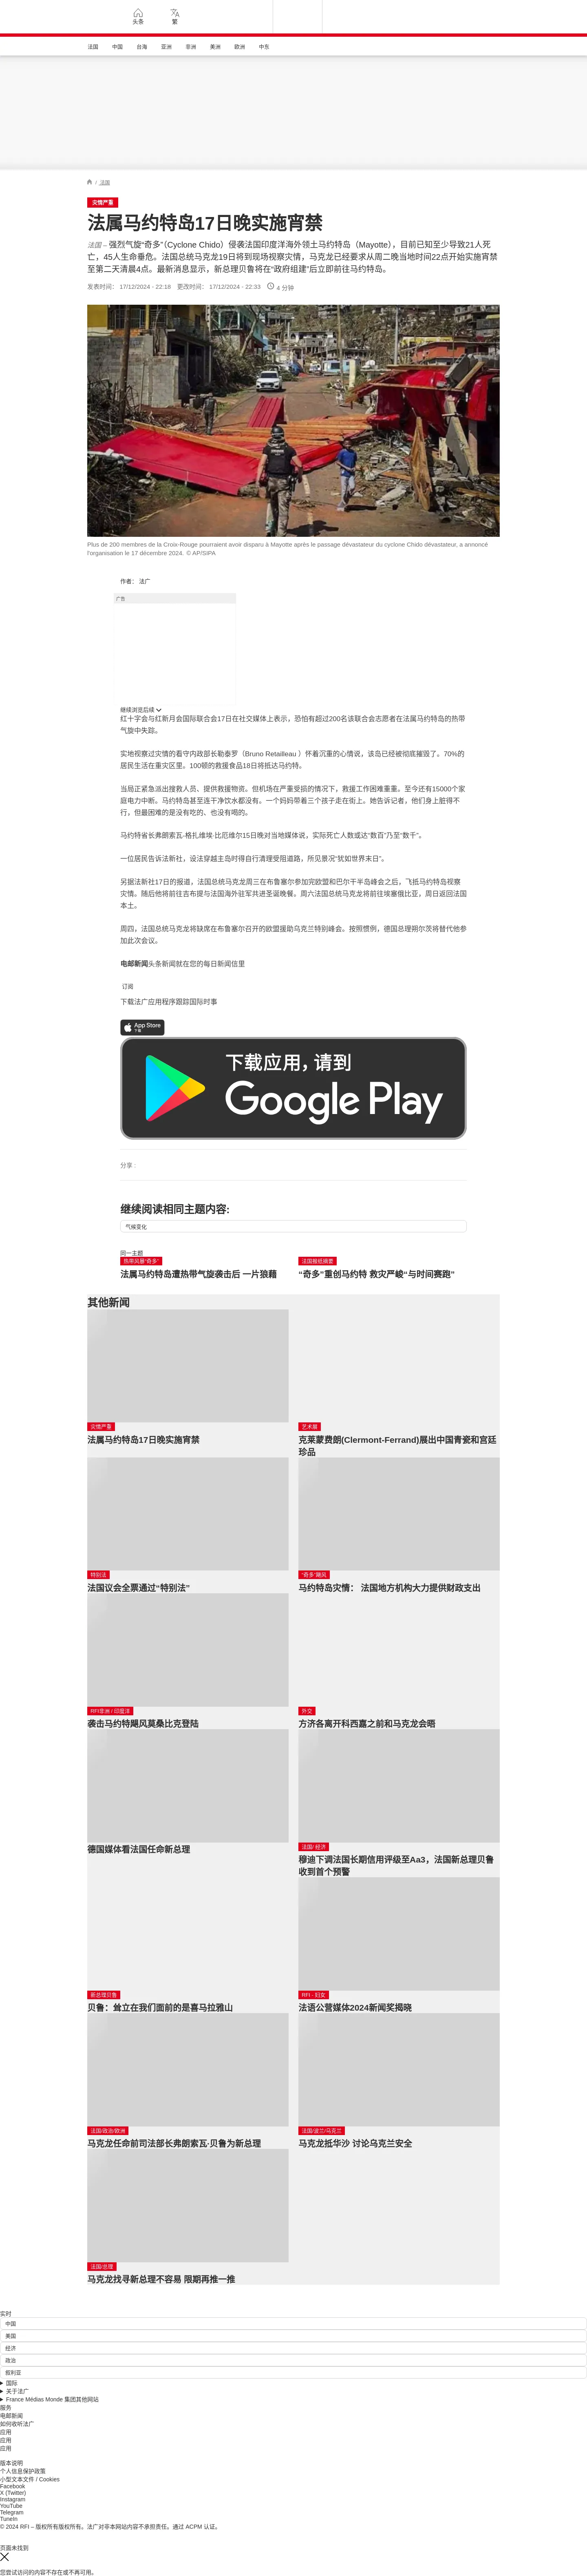 头条
繁
法国
中国
台海
亚洲
非洲
美洲
欧洲
中东
/ 法国
灾情严重
法属马约特岛17日晚实施宵禁
法国 – 强烈气旋“奇多”（Cyclone Chido）侵袭法国印度洋海外领土马约特岛（Mayotte），目前已知至少导致21人死
亡，45人生命垂危。法国总统马克龙19日将到现场视察灾情，马克龙已经要求从周二晚当地时间22点开始实施宵禁
至第二天清晨4点。最新消息显示，新总理贝鲁将在“政府组建”后立即前往马约特岛。
发表时间： 17/12/2024 - 22:18 更改时间： 17/12/2024 - 22:33 4 分钟
Plus de 200 membres de la Croix-Rouge pourraient avoir disparu à Mayotte après le passage dévastateur du cyclone Chido dévastateur, a annoncé
l'organisation le 17 décembre 2024. © AP/SIPA
作者： 法广
广告
继续浏览后续
红十字会与红新月会国际联合会17日在社交媒体上表示，恐怕有超过200名该联合会志愿者在法属马约特岛的热带
气旋中失踪。
实地视察过灾情的看守内政部长勒泰罗（Bruno Retailleau ）怀着沉重的心情说，该岛已经被彻底摧毁了。70%的
居民生活在重灾区里。100顿的救援食品18日将抵达马约特。
当局正紧急派出搜救人员、提供救援物资。但机场在严重受损的情况下，救援工作困难重重。至今还有15000个家
庭电力中断。马约特岛甚至连干净饮水都没有。一个妈妈带着三个孩子走在街上。她告诉记者，他们身上脏得不
行，但最困难的是没有吃的、也没有喝的。
马约特省长弗朗索瓦-格扎维埃·比厄维尔15日晚对当地媒体说，实际死亡人数或达“数百”乃至“数千”。
一位居民告诉法新社，设法穿越主岛时得自行清理受阻道路，所见景况“犹如世界末日”。
另据法新社17日的报道，法国总统马克龙周三在布鲁塞尔参加完欧盟和巴尔干半岛峰会之后，飞抵马约特岛视察
灾情。随后他将前往吉布提与法国海外驻军共进圣诞晚餐。周六法国总统马克龙将前往埃塞俄比亚，周日返回法国
本土。
周四，法国总统马克龙将缺席在布鲁塞尔召开的欧盟援助乌克兰特别峰会。按照惯例，德国总理朔尔茨将替代他参
加此次会议。
电邮新闻头条新闻就在您的每日新闻信里
订阅
下载法广应用程序跟踪国际时事
App Store
下载
下载应用，请到
Google Play
分享 :
继续阅读相同主题内容:
气候变化
同一主题
热带风暴“奇多”
法属马约特岛遭热带气旋袭击后 一片狼藉
法国报纸摘要
“奇多”重创马约特 救灾严峻“与时间赛跑”
其他新闻
灾情严重
法属马约特岛17日晚实施宵禁
艺术展
克莱蒙费朗(Clermont-Ferrand)展出中国青瓷和宫廷
珍品
特别法
法国议会全票通过“特别法”
“奇多”飓风
马约特岛灾情： 法国地方机构大力提供财政支出
RFI非洲 / 印度洋
袭击马约特飓风莫桑比克登陆
外交
方济各离开科西嘉之前和马克龙会晤
德国媒体看法国任命新总理
法国/ 经济
穆迪下调法国长期信用评级至Aa3，法国新总理贝鲁
收到首个预警
新总理贝鲁
贝鲁：耸立在我们面前的是喜马拉雅山
RFI - 妇女
法语公营媒体2024新闻奖揭晓
法国/政治/欧洲
马克龙任命前司法部长弗朗索瓦·贝鲁为新总理
法国/波兰/乌克兰
马克龙抵华沙 讨论乌克兰安全
法国/总理
马克龙找寻新总理不容易 限期再推一推
实时
中国
美国
经济
政治
叙利亚
国际
关于法广
France Médias Monde 集团其他网站
服务
电邮新闻
如何收听法广
应用
应用
应用
版本说明
个人信息保护政策
小型文本文件 / Cookies
Facebook
X (Twitter)
Instagram
YouTube
Telegram
TuneIn
© 2024 RFI – 版权所有版权所有。法广对非本网站内容不承担责任。通过 ACPM 认证。
页面未找到
您尝试访问的内容不存在或不再可用。